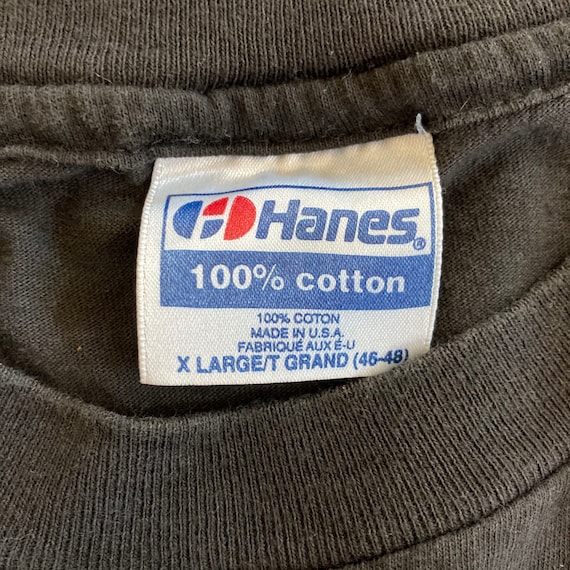 Hanes®
100% cotton
100% COTON
MADE IN U.S.A.
FABRIQUÉ AUX É-U
X LARGE/T GRAND (46-48)